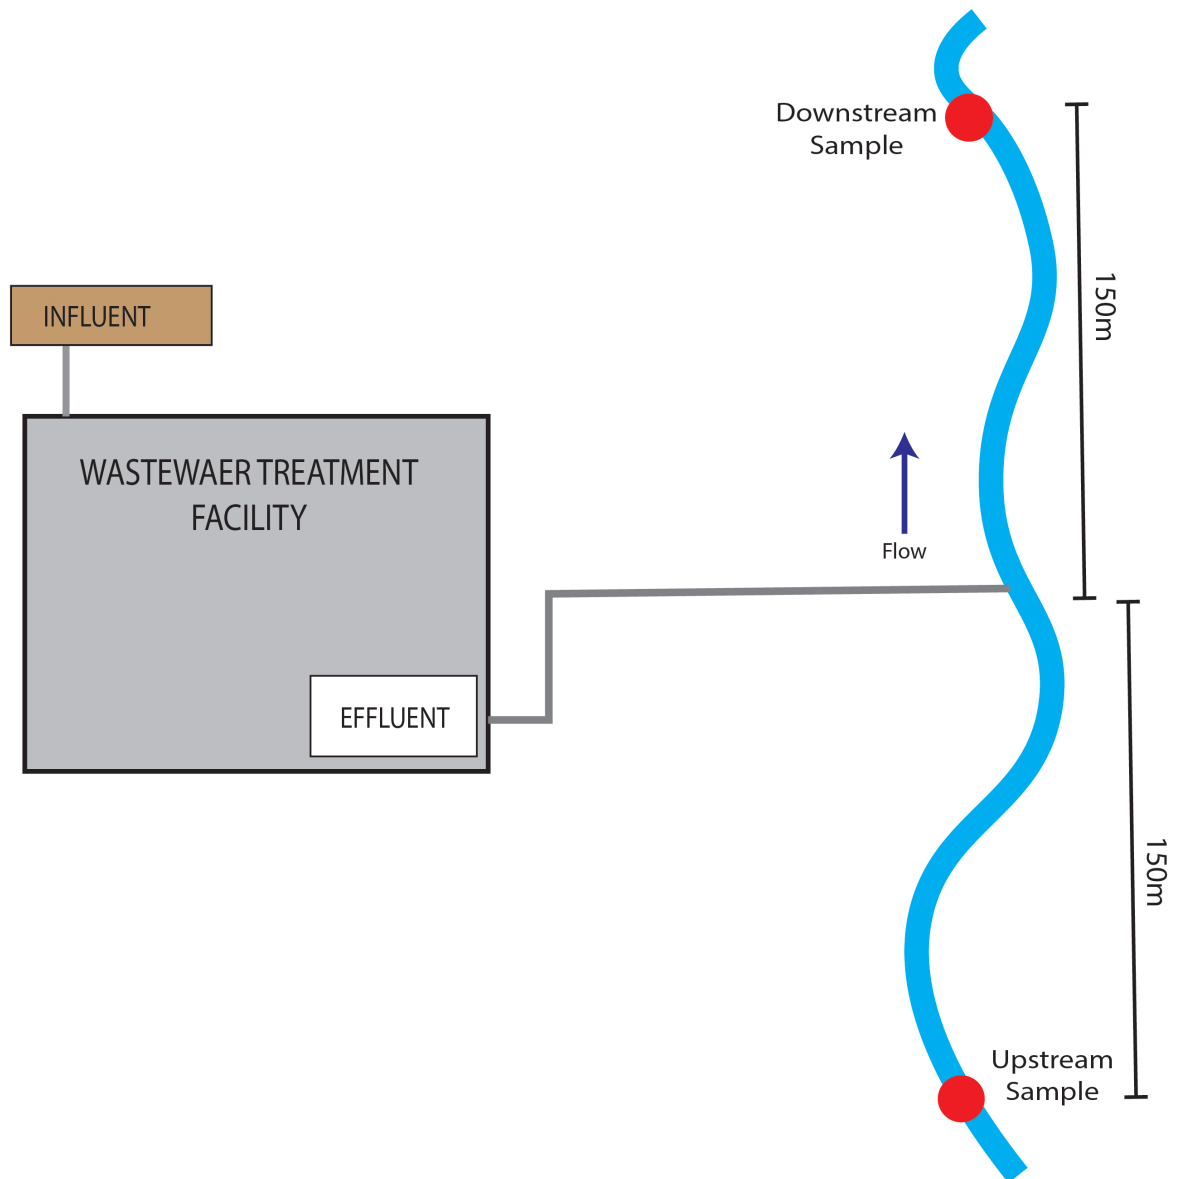 Downstream
Sample
150m
INFLUENT
WASTEWAER TREATMENT
FACILITY
Flow
EFFLUENT
150m
Upstream
Sample